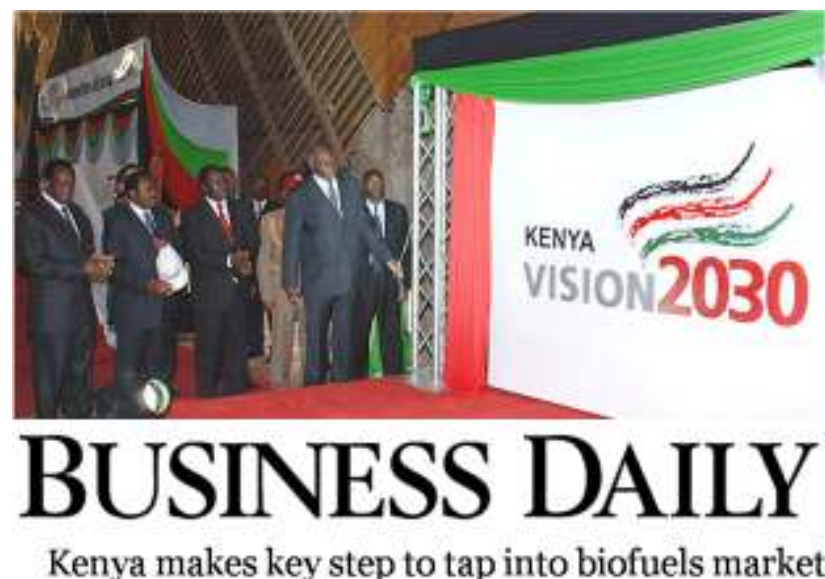 KENYA
VISION2030
BUSINESS DAILY
Kenya makes key step to tap into biofuels market